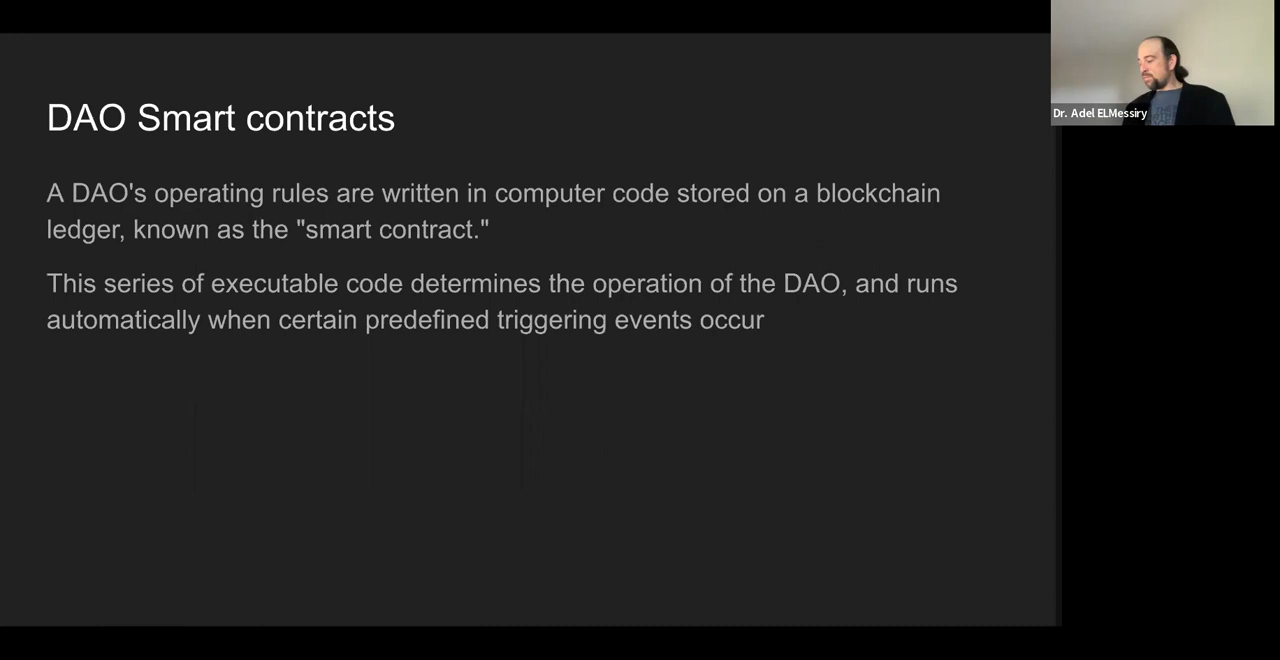 DAO Smart contracts
A DAO's operating rules are written in computer code stored on a blockchain
ledger, known as the "smart contract."
This series of executable code determines the operation of the DAO, and runs
automatically when certain predefined triggering events occur
Dr. Adel ELMessiry